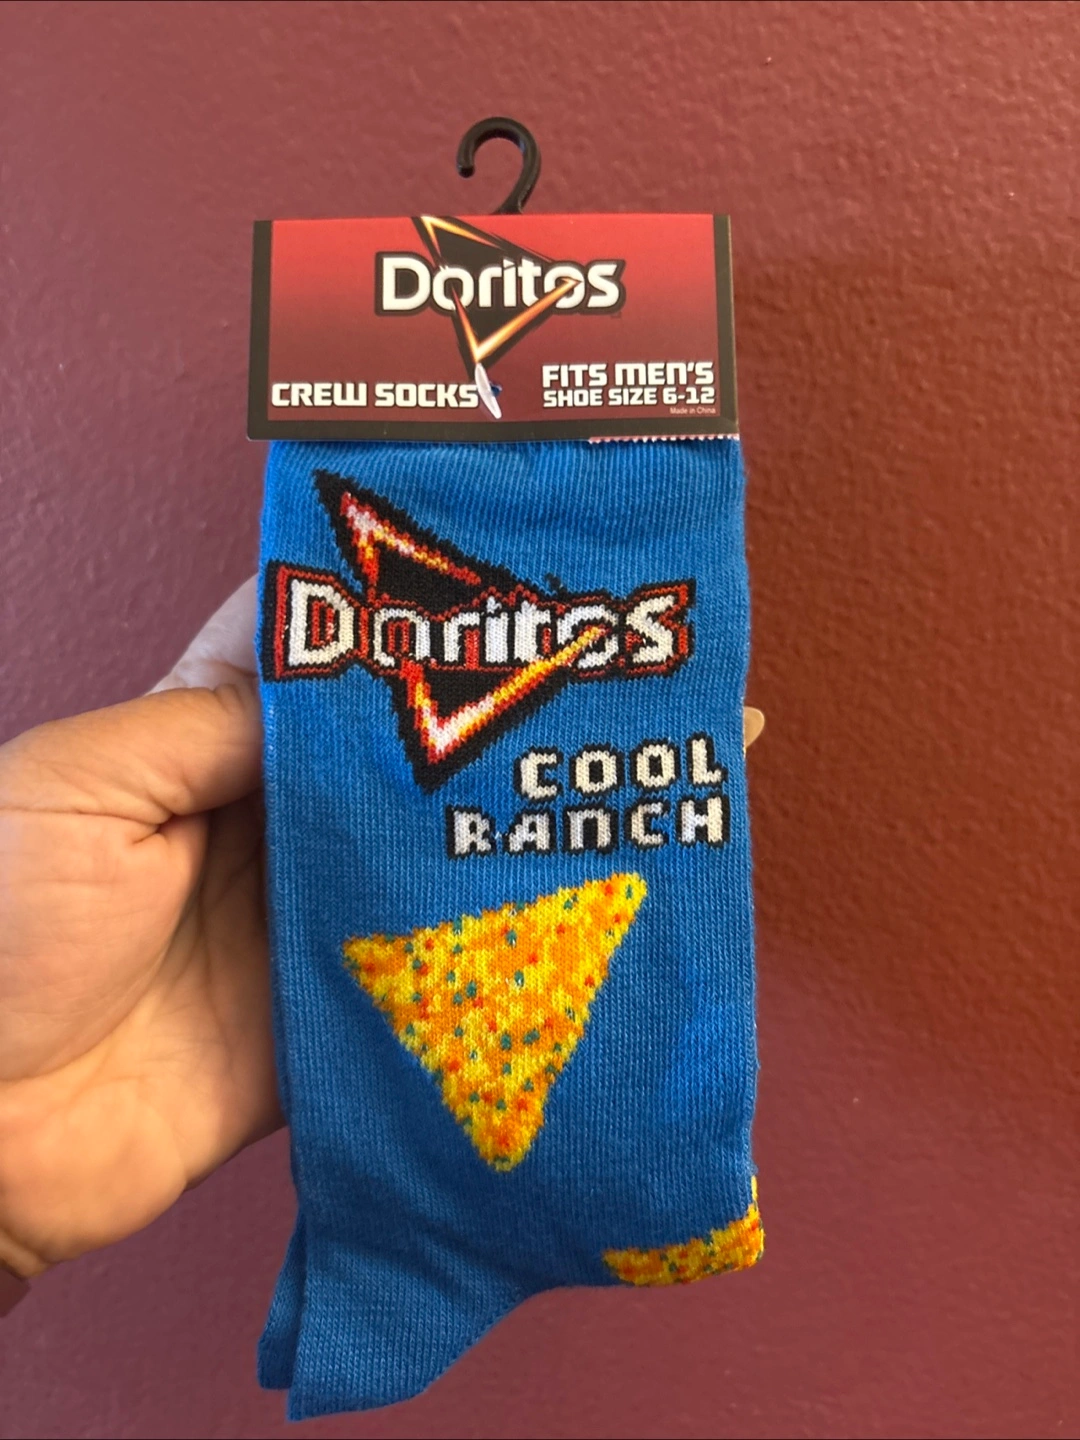 Doritos
CREW SOCKS
FITS MEN'S
SHOE SIZE 6-12
Made in China
Doritos
COOL
RANCH